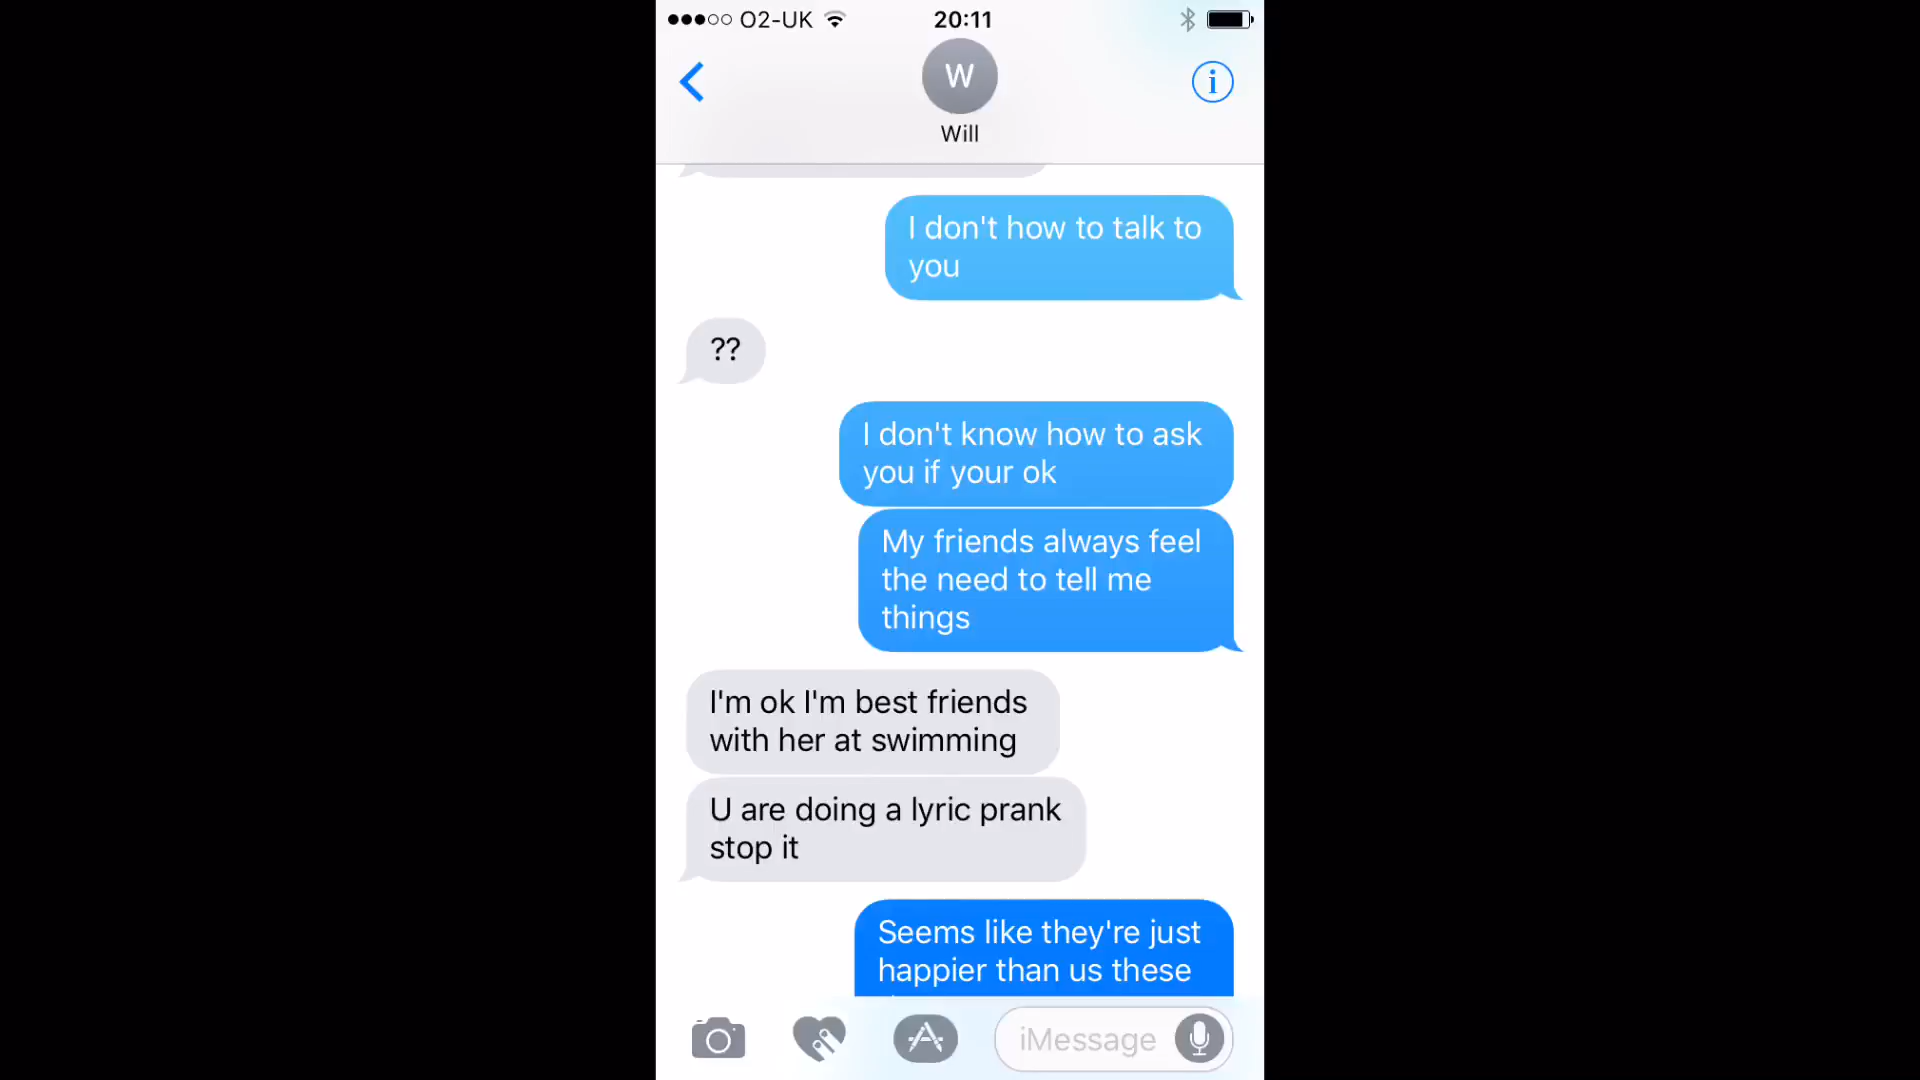 O2-UK
20:11
W
Will
I don't how to talk to
you
??
I don't know how to ask
you if your ok
My friends always feel
the need to tell me
things
I'm ok I'm best friends
with her at swimming
U are doing a lyric prank
stop it
Seems like they're just
happier than us these
iMessage